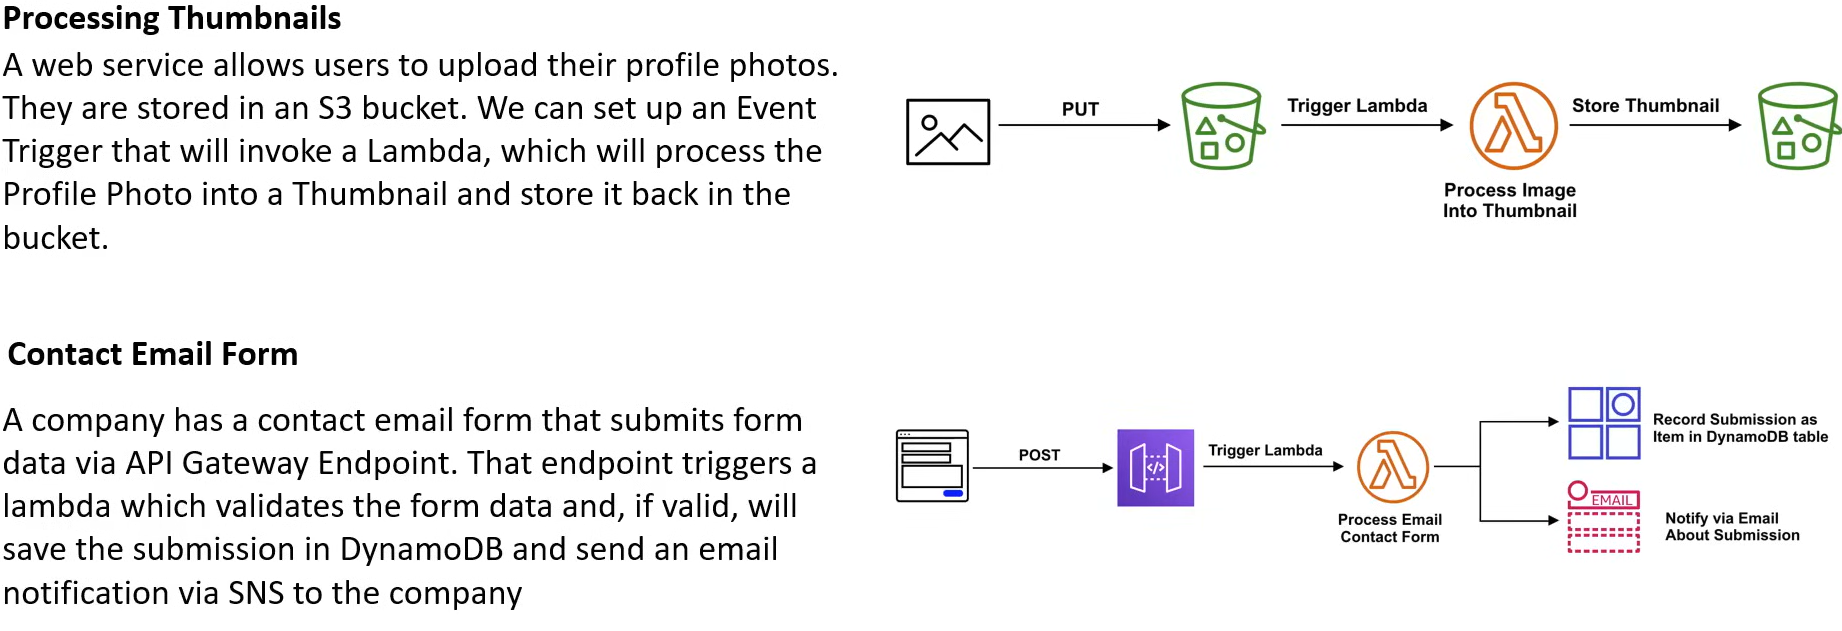 Processing Thumbnails
A web service allows users to upload their profile photos.
They are stored in an S3 bucket. We can set up an Event
Trigger that will invoke a Lambda, which will process the
Profile Photo into a Thumbnail and store it back in the
bucket.
PUT
Trigger Lambda
Store Thumbnail
Process Image
Into Thumbnail
Contact Email Form
A company has a contact email form that submits form
data via API Gateway Endpoint. That endpoint triggers a
lambda which validates the form data and, if valid, will
save the submission in DynamoDB and send an email
notification via SNS to the company
POST
</>
Trigger Lambda
Process Email
Contact Form
Record Submission as
Item in DynamoDB table
EMAIL
Notify via Email
About Submission